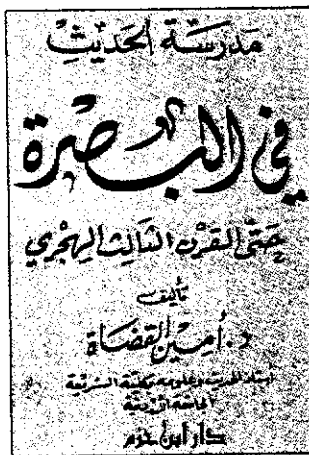 مدرسة الحديث
في البصرة
حتى القرن الثالث الهجري
تأليف
د. أمين القضاة
أستاذ الحديث وعلومه بكلية الشريعة
الجامعة الأردنية
دار ابن حزم